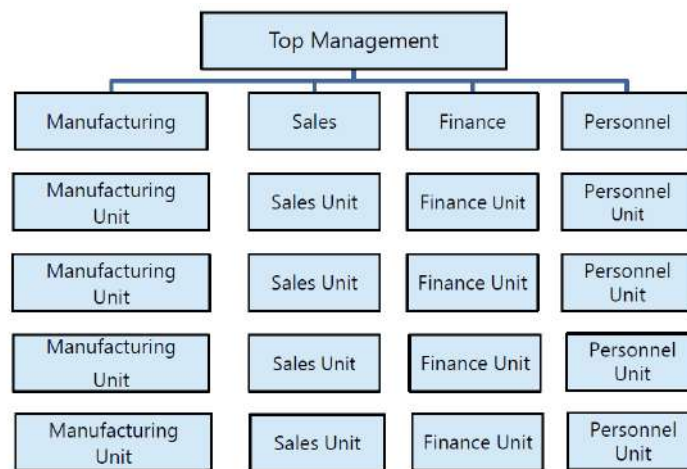 Top Management
Manufacturing
Sales
Finance
Personnel
Manufacturing
Unit
Sales Unit
Finance Unit
Personnel
Unit
Manufacturing
Unit
Sales Unit
Finance Unit
Personnel
Unit
Manufacturing
Unit
Sales Unit
Finance Unit
Personnel
Unit
Manufacturing
Unit
Sales Unit
Finance Unit
Personnel
Unit